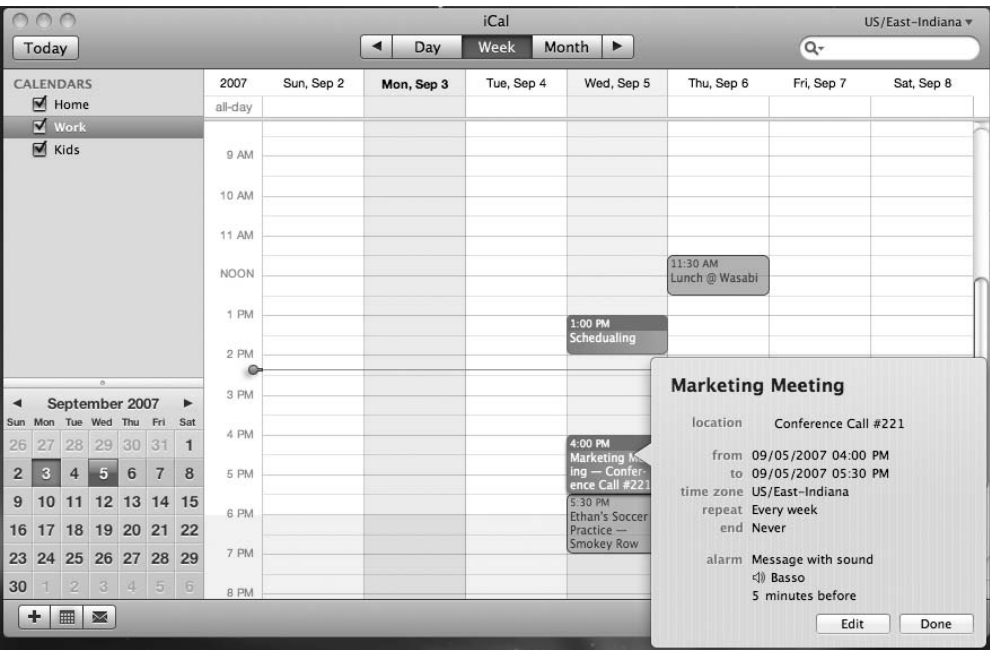 iCal
US/East-Indiana
Today
Day Week Month
CALENDARS
Home
Work
Kids
2007 Sun, Sep 2 Mon, Sep 3 Tue, Sep 4 Wed, Sep 5 Thu, Sep 6 Fri, Sep 7 Sat, Sep 8
all-day
9 AM
10 AM
11 AM
NOON
1 PM
2 PM
3 PM
4 PM
5 PM
6 PM
7 PM
8 PM
11:30 AM
Lunch @ Wasabi
1:00 PM
Schedualing
4:00 PM
Marketing M
ing — Confer-
ence Call #221
5:30 PM
Ethan's Soccer
Practice —
Smokey Row
Marketing Meeting
location Conference Call #221
from 09/05/2007 04:00 PM
to 09/05/2007 05:30 PM
time zone US/East-Indiana
repeat Every week
end Never
alarm Message with sound
Basso
5 minutes before
Edit Done
September 2007
Sun Mon Tue Wed Thu Fri Sat
26 27 28 29 30 31 1
2 3 4 5 6 7 8
9 10 11 12 13 14 15
16 17 18 19 20 21 22
23 24 25 26 27 28 29
30 1 2 3 4 5 6